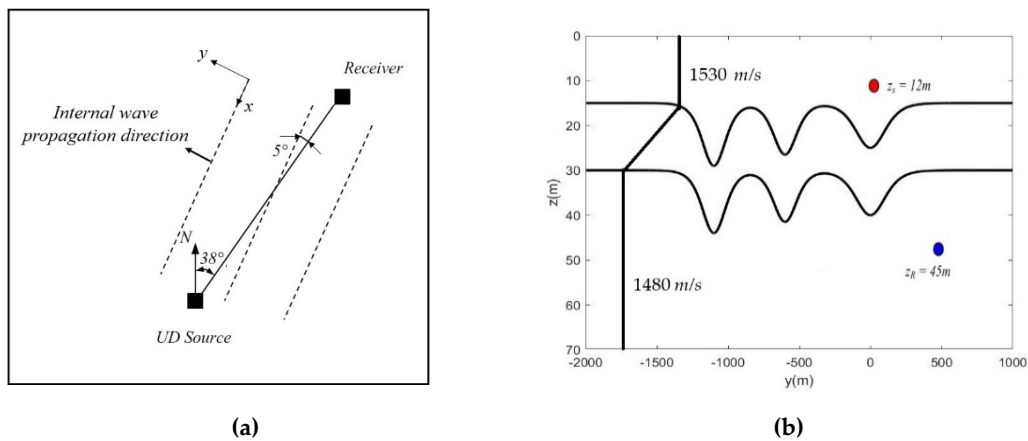 y
x
Receiver
Internal wave
propagation direction
5°
N
38°
UD Source
(a)
0
10
20
30
40
50
60
70
z(m)
1530 m/s
zs = 12m
1480 m/s
zR = 45m
-2000 -1500 -1000 -500 0 500 1000
y(m)
(b)